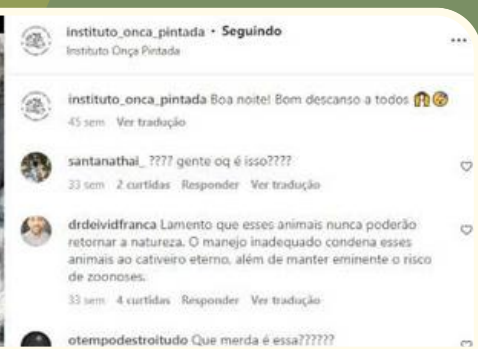 instituto_onca_pintada • Seguindo
Instituto Onça Pintada
instituto_onca_pintada Boa noite! Bom descanso a todos 🙌😴
45 sem Ver tradução
santanathai_ ???? gente oq é isso????
33 sem 2 curtidas Responder Ver tradução
drdeividfranca Lamento que esses animais nunca poderão
retornar a natureza. O manejo inadequado condena esses
animais ao cativeiro eterno, além de manter eminente o risco
de zoonoses.
33 sem 4 curtidas Responder Ver tradução
otempodestroitudo Que merda é essa??????